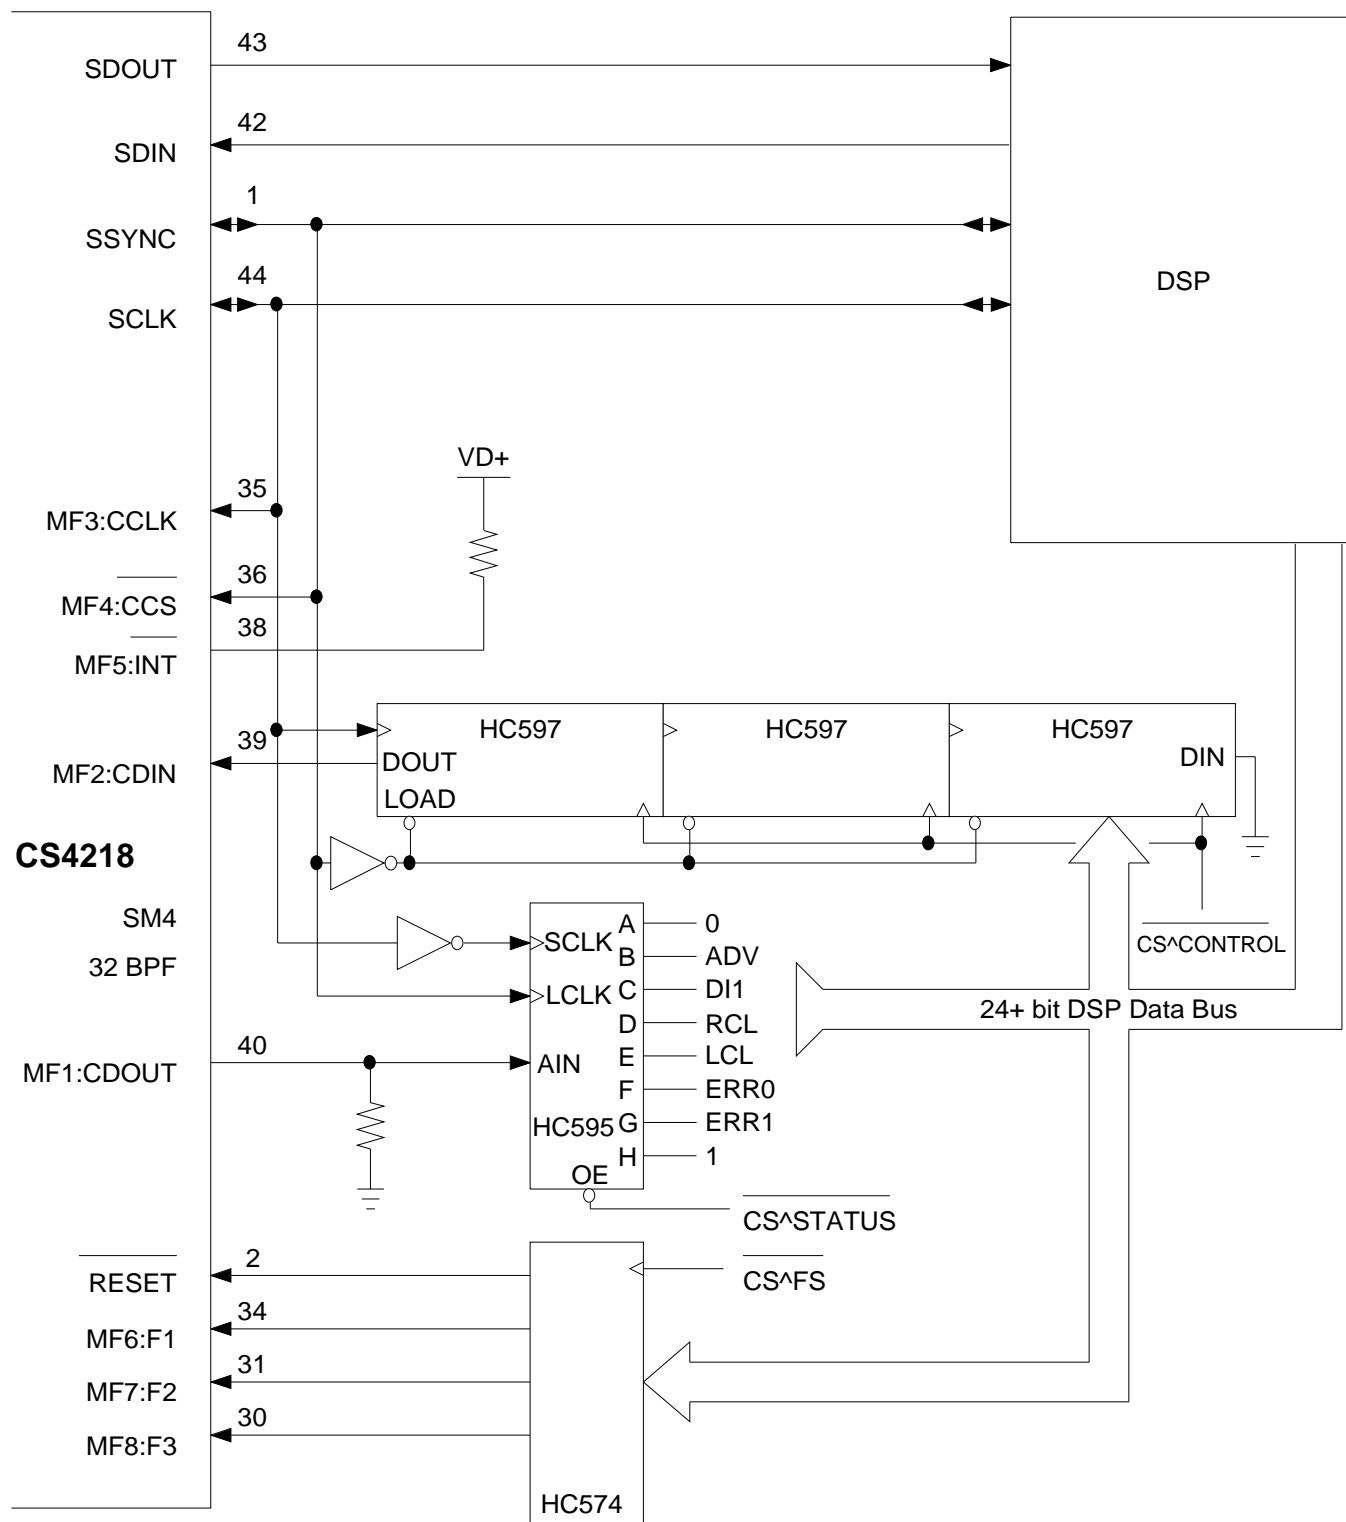 43
SDOUT
42
SDIN
1
SSYNC
44
SCLK
DSP
VD+
35
MF3:CCLK
36
MF4:CCS
38
MF5:INT
HC597
HC597
HC597
39
DOUT
DIN
MF2:CDIN
LOAD
CS4218
SM4
A
0
SCLK
CS^CONTROL
B
ADV
32 BPF
C
DI1
LCLK
24+ bit DSP Data Bus
D
RCL
40
E
LCL
MF1:CDOUT
AIN
F
ERR0
G
ERR1
HC595
H
1
OE
CS^STATUS
2
RESET
CS^FS
34
MF6:F1
31
MF7:F2
30
MF8:F3
HC574